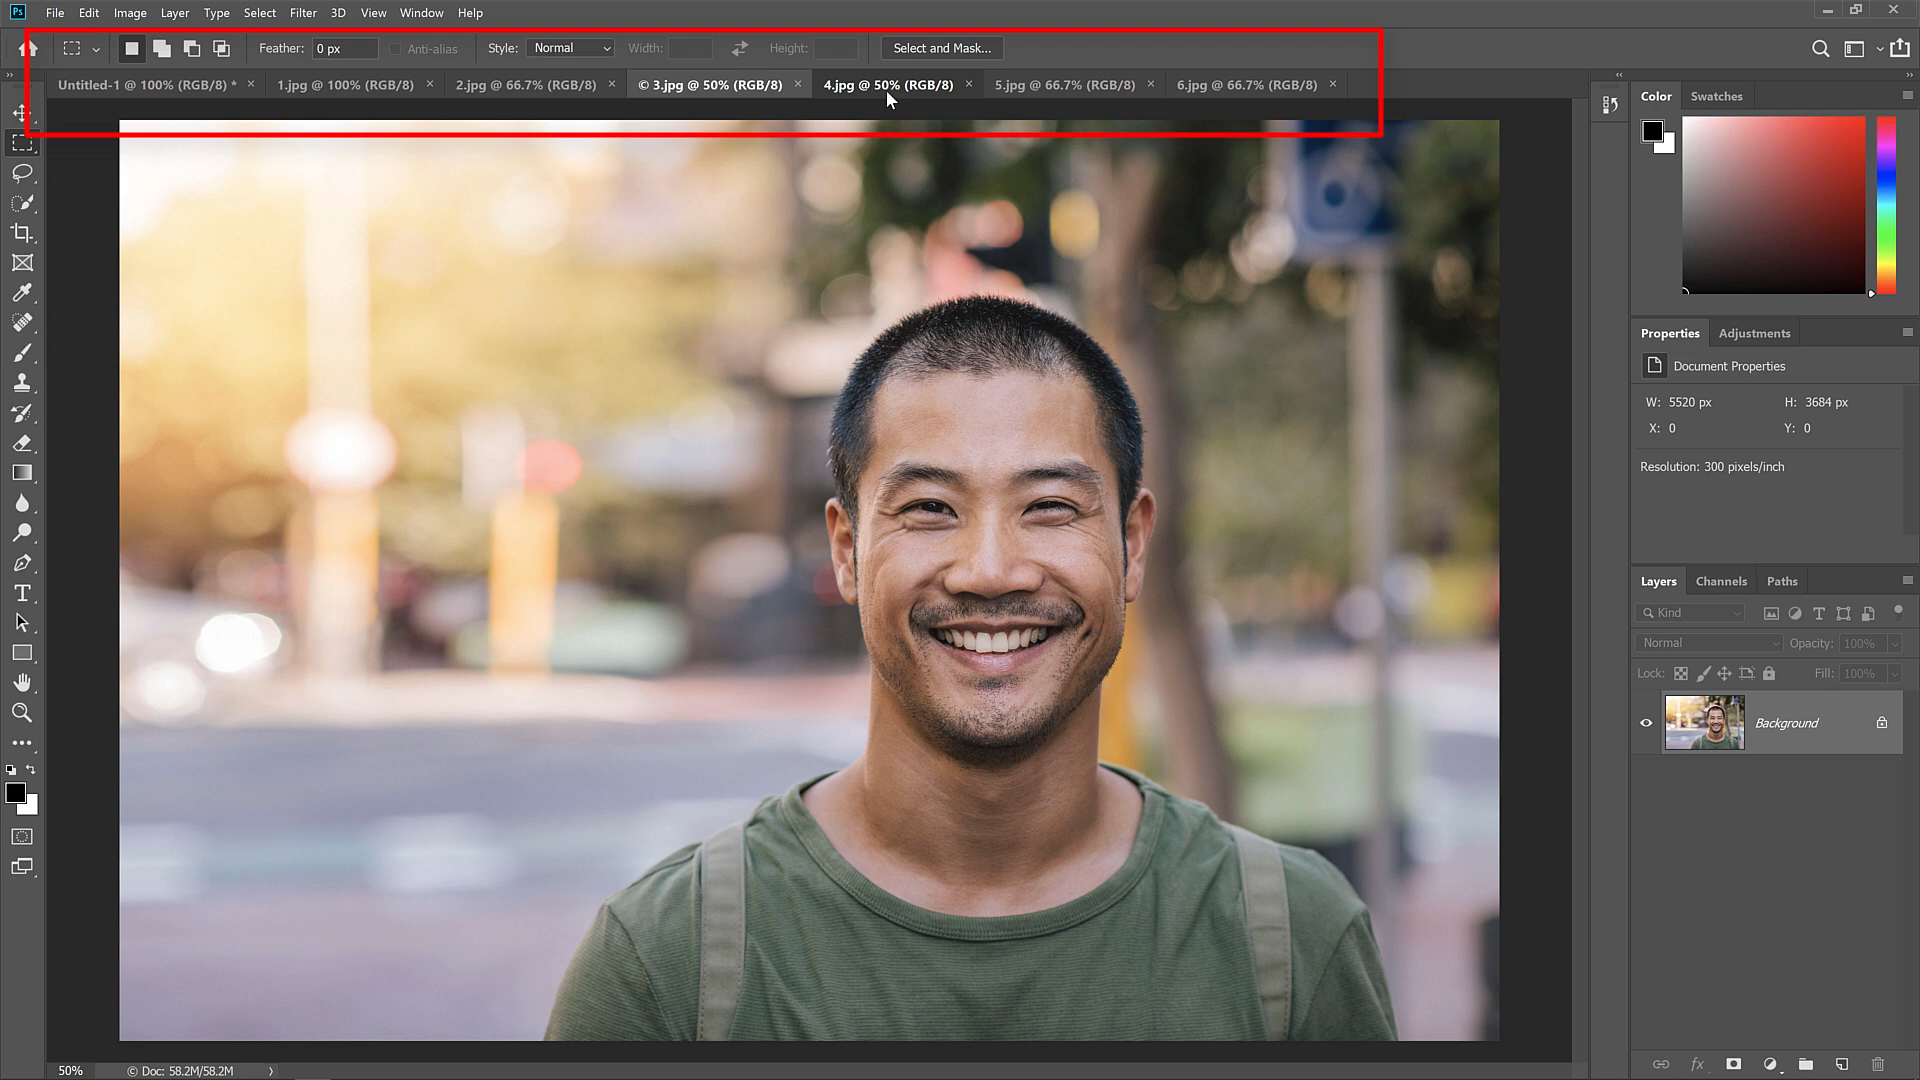 Ps File Edit Image Layer Type Select Filter 3D View Window Help
Feather: 0 px Anti-alias Style: Normal Width: Height: Select and Mask...
Untitled-1 @ 100% (RGB/8) * × 1.jpg @ 100% (RGB/8) × 2.jpg @ 66.7% (RGB/8) × © 3.jpg @ 50% (RGB/8) × 4.jpg @ 50% (RGB/8) × 5.jpg @ 66.7% (RGB/8) × 6.jpg @ 66.7% (RGB/8) ×
Color Swatches
Properties Adjustments
Document Properties
W: 5520 px H: 3684 px
X: 0 Y: 0
Resolution: 300 pixels/inch
Layers Channels Paths
Kind
Normal Opacity: 100%
Lock: Fill: 100%
Background
fx
50% © Doc: 58.2M/58.2M